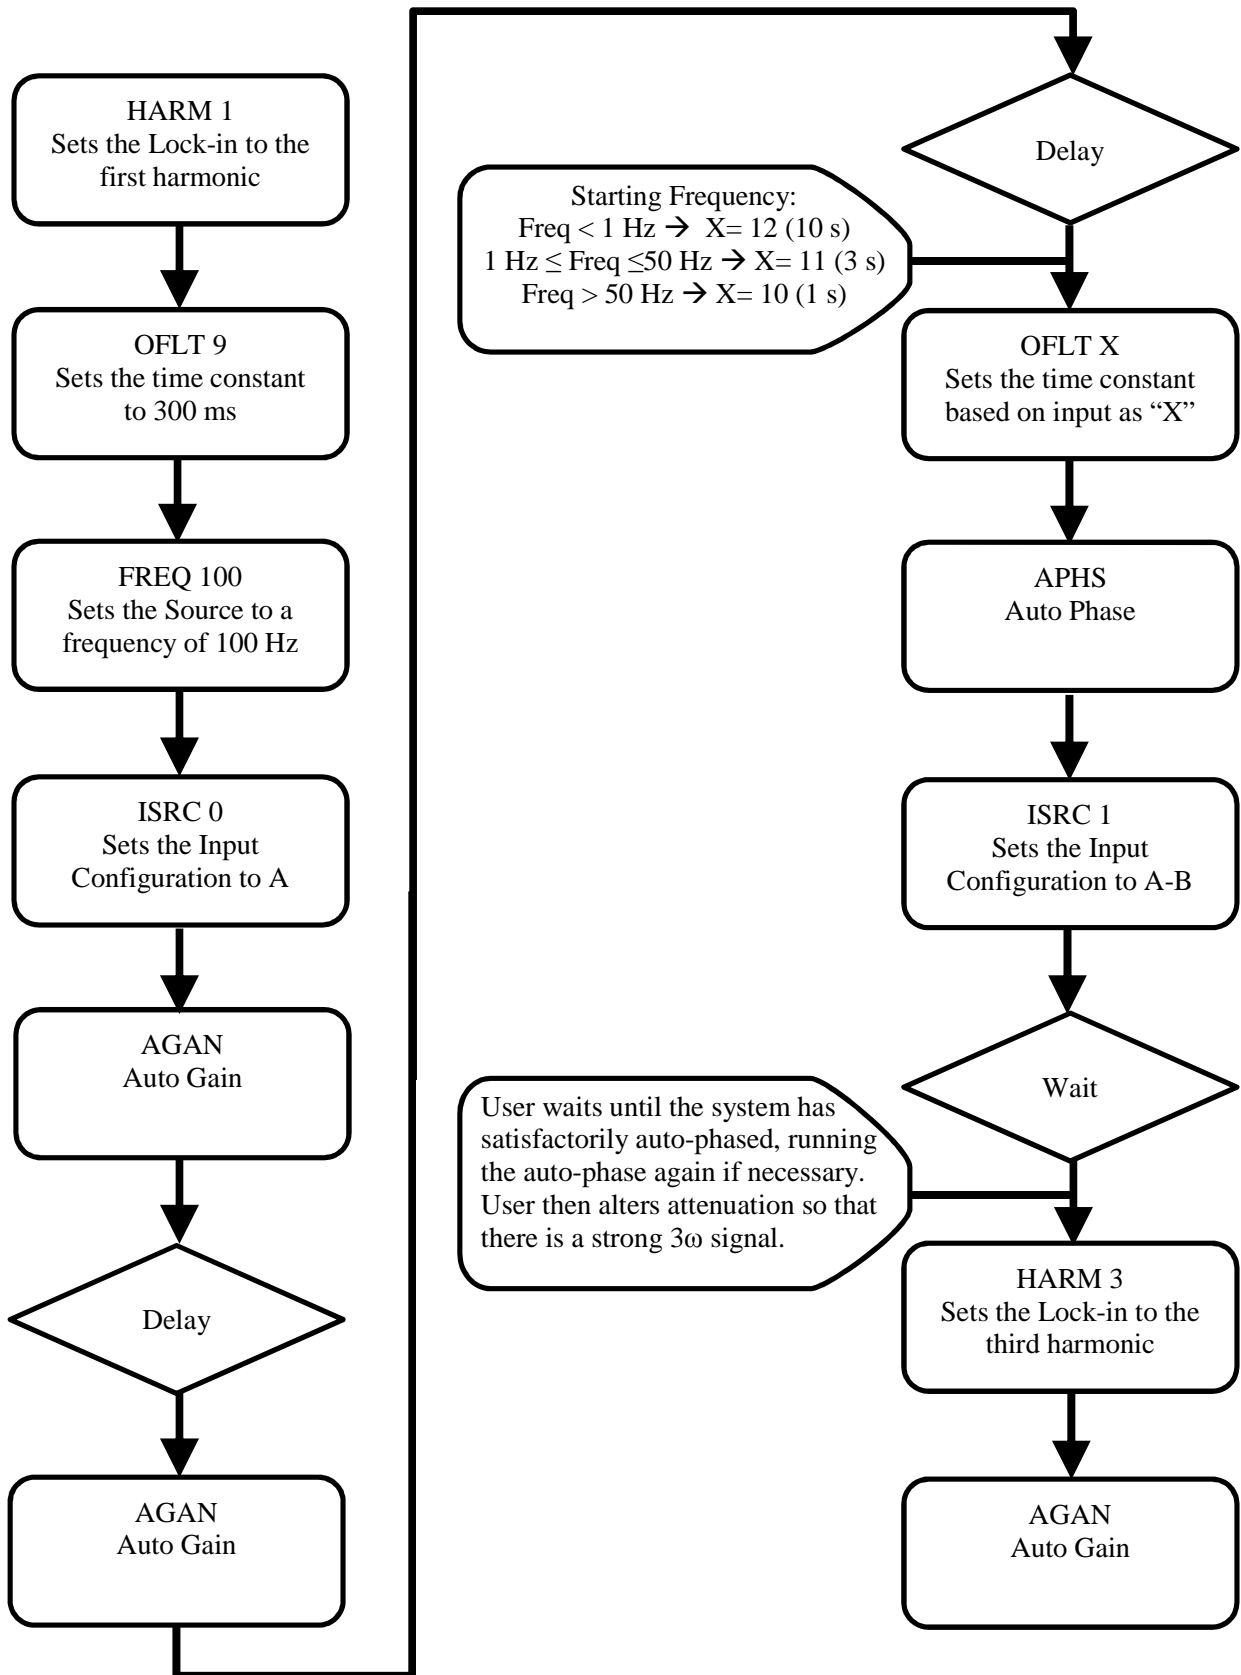 HARM 1
Sets the Lock-in to the
first harmonic
OFLT 9
Sets the time constant
to 300 ms
FREQ 100
Sets the Source to a
frequency of 100 Hz
ISRC 0
Sets the Input
Configuration to A
AGAN
Auto Gain
Delay
AGAN
Auto Gain
Delay
Starting Frequency:
Freq < 1 Hz → X= 12 (10 s)
1 Hz ≤ Freq ≤50 Hz → X= 11 (3 s)
Freq > 50 Hz → X= 10 (1 s)
OFLT X
Sets the time constant
based on input as “X”
APHS
Auto Phase
ISRC 1
Sets the Input
Configuration to A-B
Wait
User waits until the system has
satisfactorily auto-phased, running
the auto-phase again if necessary.
User then alters attenuation so that
there is a strong 3ω signal.
HARM 3
Sets the Lock-in to the
third harmonic
AGAN
Auto Gain